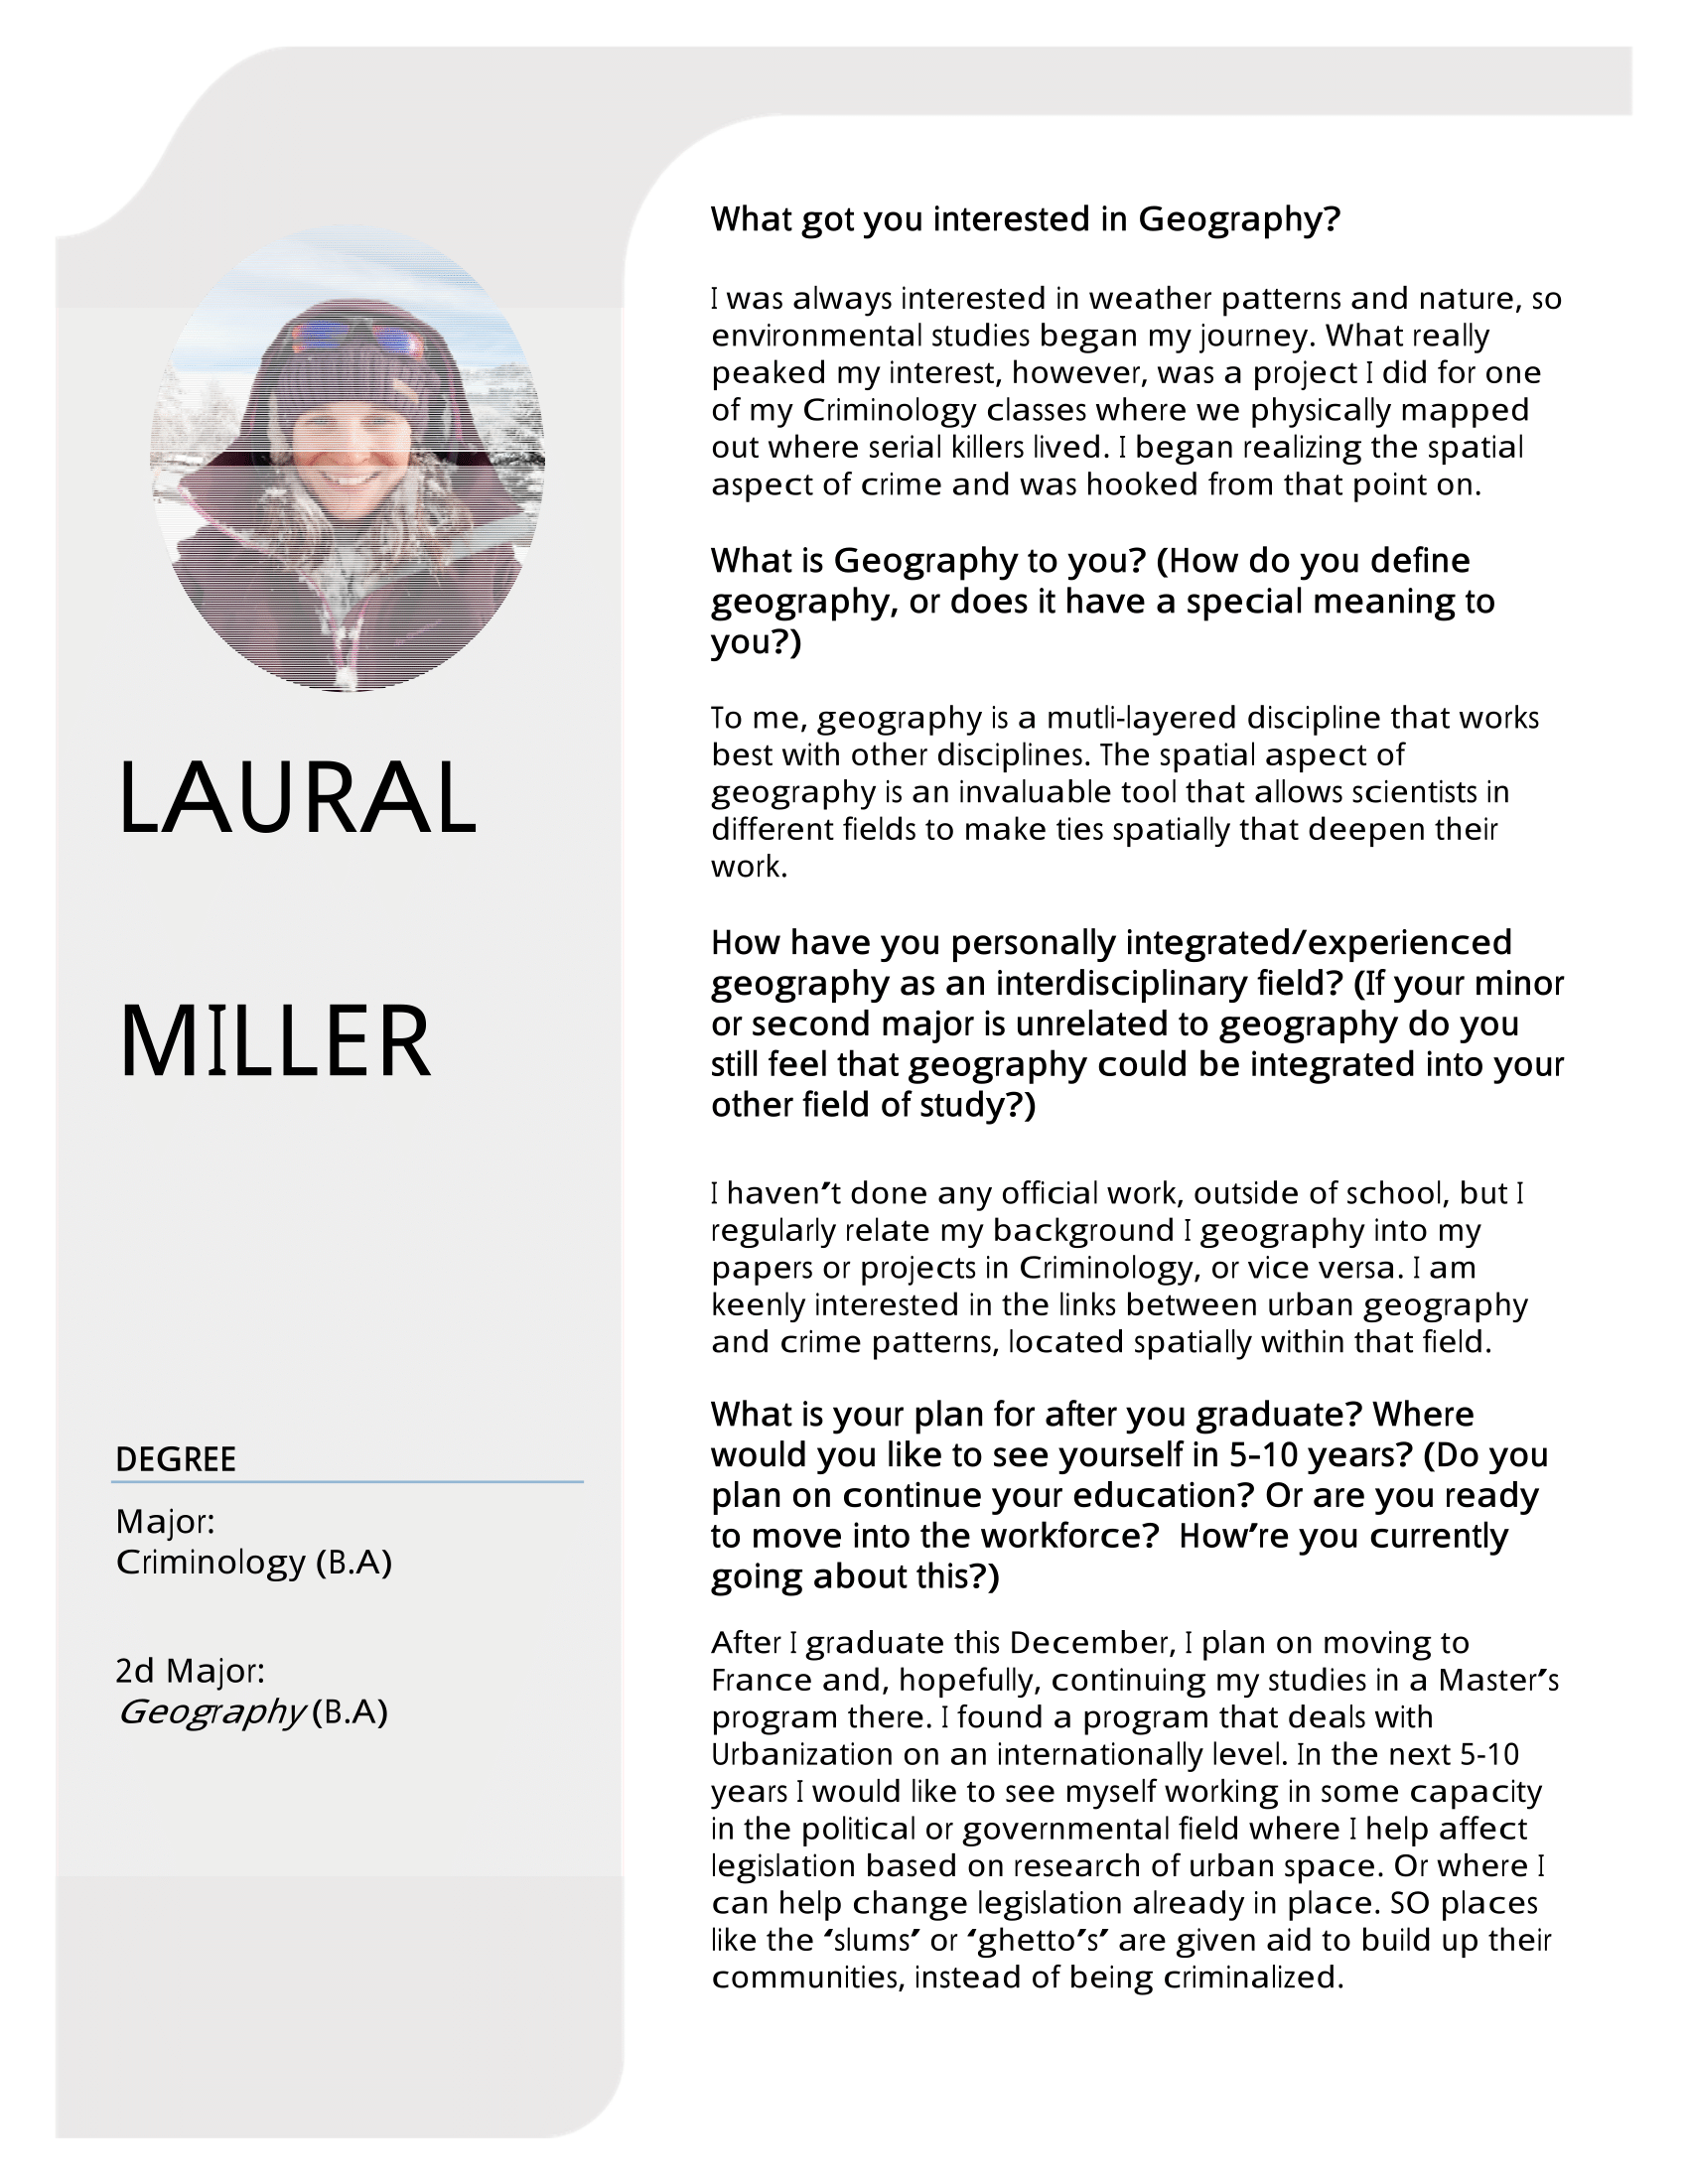 LAURAL
MILLER
DEGREE
Major:
Criminology (B.A)
2d Major:
Geography (B.A)
What got you interested in Geography?
I was always interested in weather patterns and nature, so
environmental studies began my journey. What really
peaked my interest, however, was a project I did for one
of my Criminology classes where we physically mapped
out where serial killers lived. I began realizing the spatial
aspect of crime and was hooked from that point on.
What is Geography to you? (How do you define
geography, or does it have a special meaning to
you?)
To me, geography is a mutli-layered discipline that works
best with other disciplines. The spatial aspect of
geography is an invaluable tool that allows scientists in
different fields to make ties spatially that deepen their
work.
How have you personally integrated/experienced
geography as an interdisciplinary field? (If your minor
or second major is unrelated to geography do you
still feel that geography could be integrated into your
other field of study?)
I haven't done any official work, outside of school, but I
regularly relate my background I geography into my
papers or projects in Criminology, or vice versa. I am
keenly interested in the links between urban geography
and crime patterns, located spatially within that field.
What is your plan for after you graduate? Where
would you like to see yourself in 5-10 years? (Do you
plan on continue your education? Or are you ready
to move into the workforce?  How're you currently
going about this?)
After I graduate this December, I plan on moving to
France and, hopefully, continuing my studies in a Master's
program there. I found a program that deals with
Urbanization on an internationally level. In the next 5-10
years I would like to see myself working in some capacity
in the political or governmental field where I help affect
legislation based on research of urban space. Or where I
can help change legislation already in place. SO places
like the ‘slums’ or ‘ghetto’s’ are given aid to build up their
communities, instead of being criminalized.